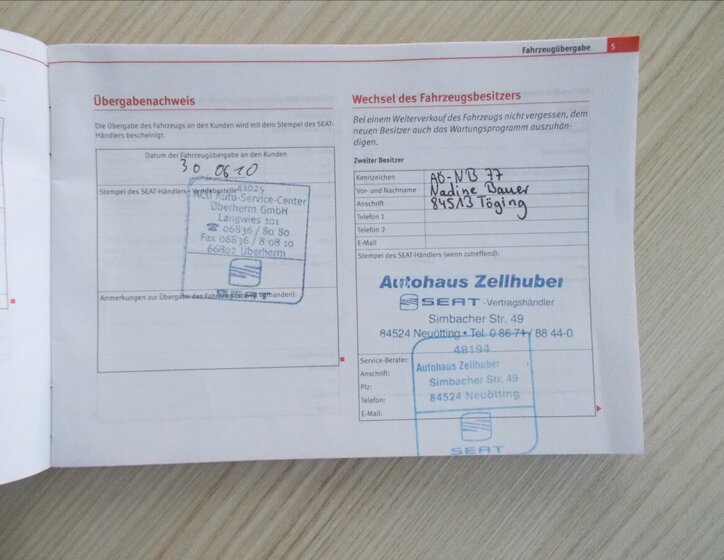 Fahrzeugübergabe 5
Übergabenachweis
Die Übergabe des Fahrzeugs an den Kunden wird mit dem Stempel des SEAT-
Händlers bescheinigt.
Datum der Fahrzeugübergabe an den Kunden
30 06 10
Stempel des SEAT-Händlers - Vertriebsstelle
41025
ACO Auto-Service-Center
Überherrn GmbH
Langwies 101
☎ 06836 / 80 80
Fax 06836 / 8 08 10
66802 Überherrn
Anmerkungen zur Übergabe des Fahrzeugs
Wechsel des Fahrzeugsbesitzers
Bei einem Weiterverkauf des Fahrzeugs nicht vergessen, dem
neuen Besitzer auch das Wartungsprogramm auszuhän-
digen.
Zweiter Besitzer
Kennzeichen AÖ-NB 77
Vor- und Nachname Nadine Bauer
Anschrift 84513 Töging
Telefon 1
Telefon 2
E-Mail
Stempel des SEAT-Händlers (wenn zutreffend):
Autohaus Zellhuber
SEAT -Vertragshändler
Simbacher Str. 49
84524 Neuötting • Tel. 0 86 71 / 88 44-0
48194
Service-Berater:
Autohaus Zellhuber
Anschrift:
Simbacher Str. 49
Plz:
84524 Neuötting
Telefon:
E-Mail:
SEAT